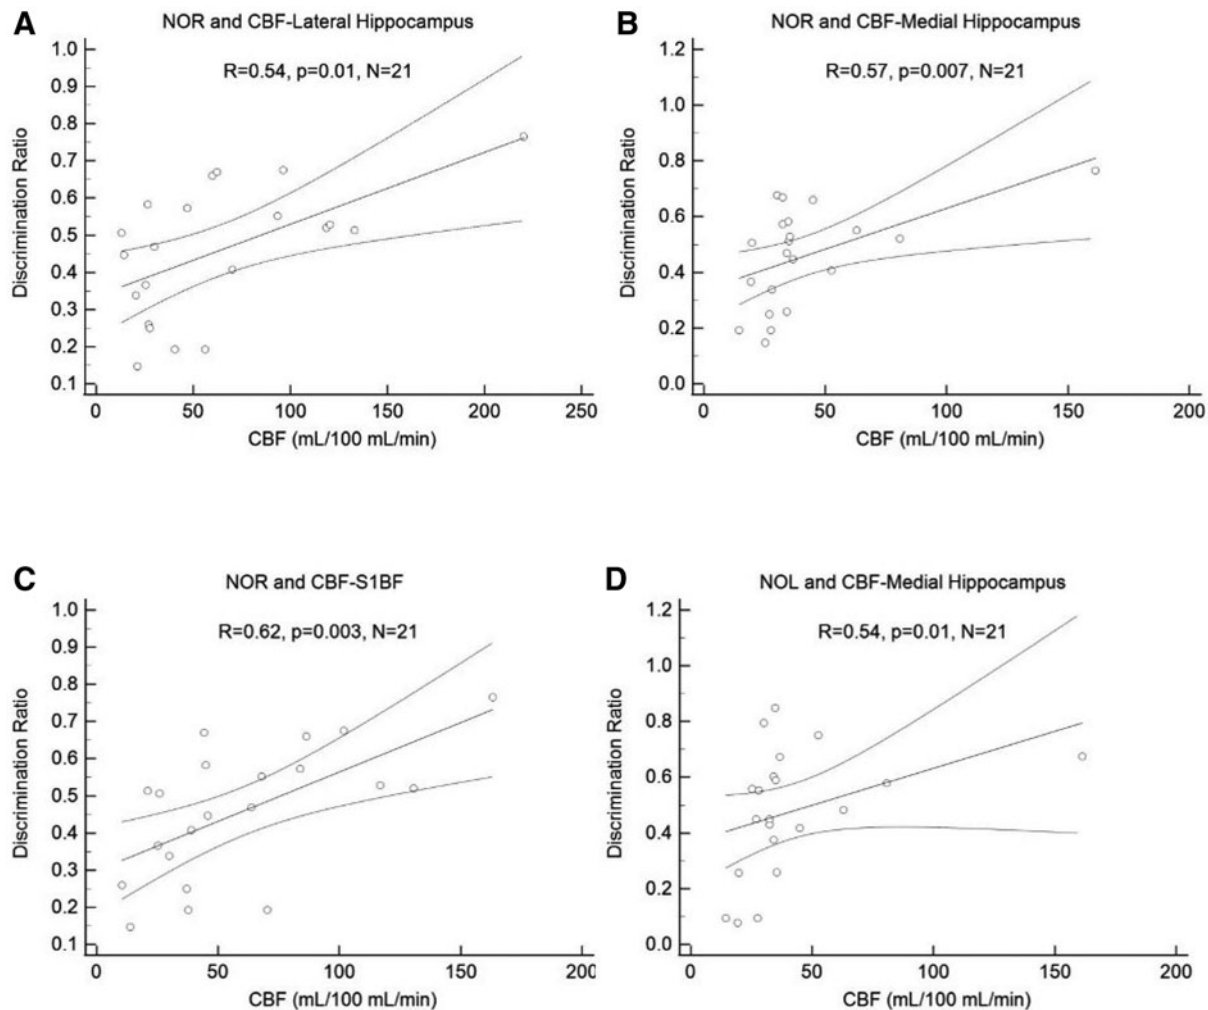 A
NOR and CBF-Lateral Hippocampus
R=0.54, p=0.01, N=21
Discrimination Ratio
1.0
0.9
0.8
0.7
0.6
0.5
0.4
0.3
0.2
0.1
0 50 100 150 200 250
CBF (mL/100 mL/min)
B
NOR and CBF-Medial Hippocampus
R=0.57, p=0.007, N=21
Discrimination Ratio
1.2
1.0
0.8
0.6
0.4
0.2
0.0
0 50 100 150 200
CBF (mL/100 mL/min)
C
NOR and CBF-S1BF
R=0.62, p=0.003, N=21
Discrimination Ratio
1.0
0.9
0.8
0.7
0.6
0.5
0.4
0.3
0.2
0.1
0 50 100 150 200
CBF (mL/100 mL/min)
D
NOL and CBF-Medial Hippocampus
R=0.54, p=0.01, N=21
Discrimination Ratio
1.2
1.0
0.8
0.6
0.4
0.2
0.0
0 50 100 150 200
CBF (mL/100 mL/min)